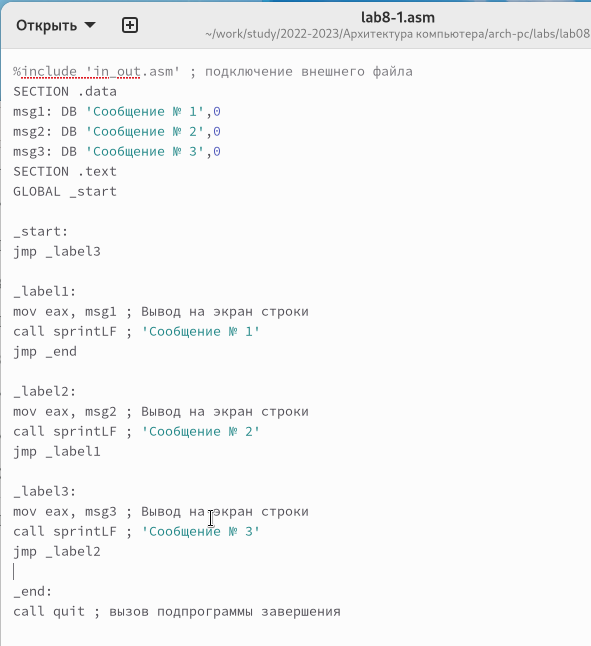 Открыть
lab8-1.asm
~/work/study/2022-2023/Архитектура компьютера/arch-pc/labs/lab08
%include 'in_out.asm' ; подключение внешнего файла
SECTION .data
msg1: DB 'Сообщение № 1',0
msg2: DB 'Сообщение № 2',0
msg3: DB 'Сообщение № 3',0
SECTION .text
GLOBAL _start
_start:
jmp _label3
_label1:
mov eax, msg1 ; Вывод на экран строки
call sprintLF ; 'Сообщение № 1'
jmp _end
_label2:
mov eax, msg2 ; Вывод на экран строки
call sprintLF ; 'Сообщение № 2'
jmp _label1
_label3:
mov eax, msg3 ; Вывод на экран строки
call sprintLF ; 'Сообщение № 3'
jmp _label2
_end:
call quit ; вызов подпрограммы завершения